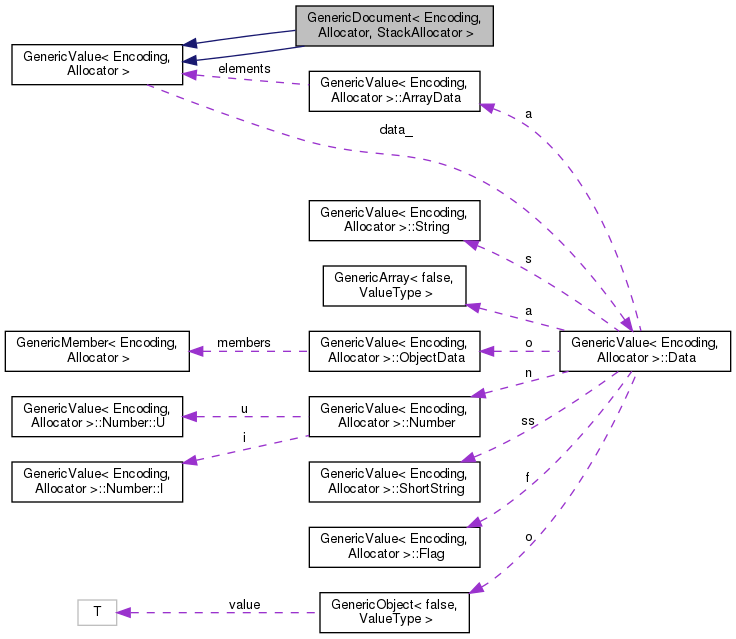 GenericDocument< Encoding,
Allocator, StackAllocator >
GenericValue< Encoding,
Allocator >
elements
GenericValue< Encoding,
Allocator >::ArrayData
a
data_
GenericValue< Encoding,
Allocator >::String
s
GenericArray< false,
ValueType >
a
GenericMember< Encoding,
Allocator >
members
GenericValue< Encoding,
Allocator >::ObjectData
o
GenericValue< Encoding,
Allocator >::Data
n
GenericValue< Encoding,
Allocator >::Number::U
u
GenericValue< Encoding,
Allocator >::Number
ss
i
GenericValue< Encoding,
Allocator >::Number::I
GenericValue< Encoding,
Allocator >::ShortString
f
GenericValue< Encoding,
Allocator >::Flag
o
T
value
GenericObject< false,
ValueType >